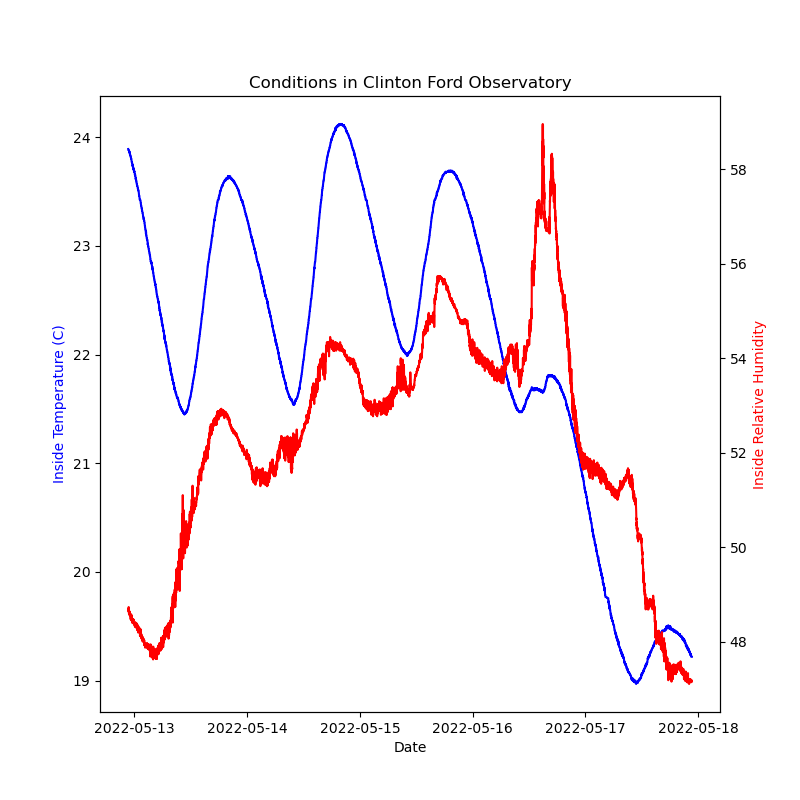 Conditions in Clinton Ford Observatory
24
23
22
21
20
19
Inside Temperature (C)
58
56
54
52
50
48
Inside Relative Humidity
2022-05-13 2022-05-14 2022-05-15 2022-05-16 2022-05-17 2022-05-18
Date